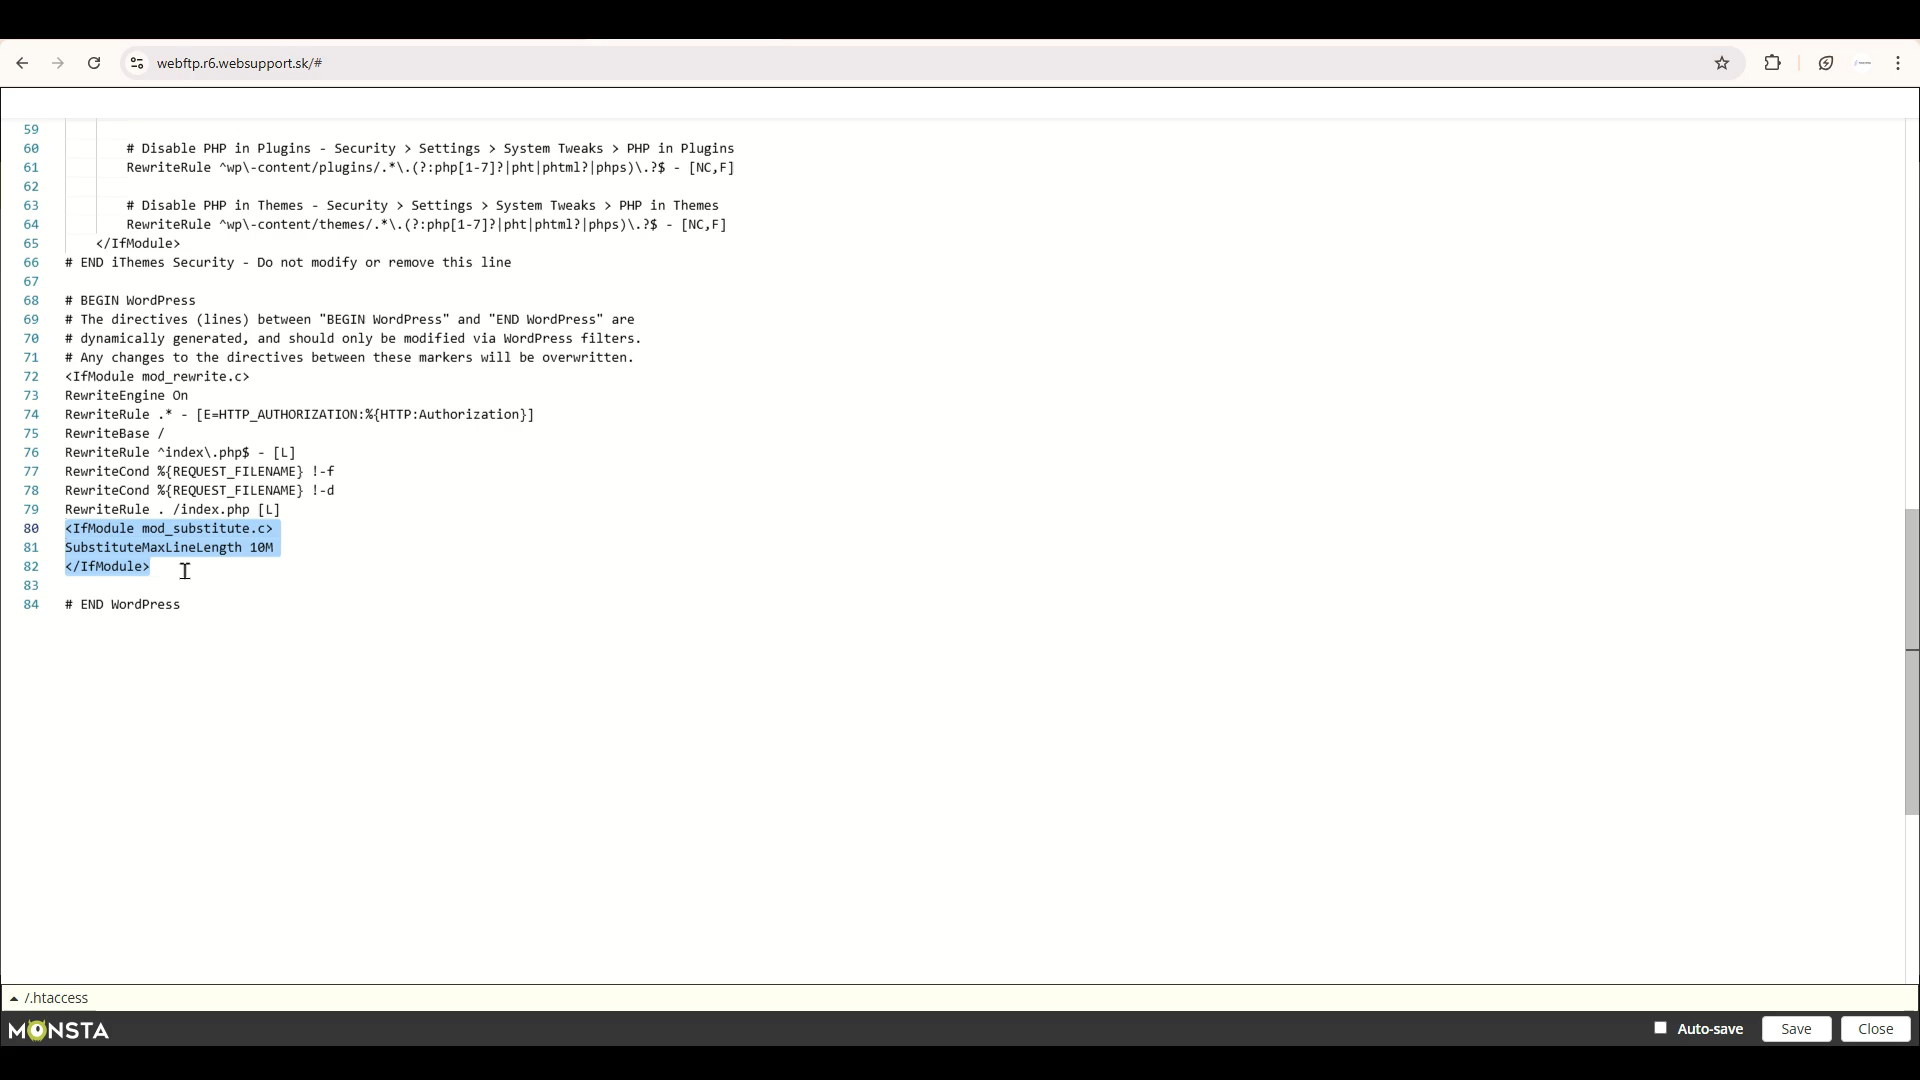 webftp.r6.websupport.sk/#
59
60 # Disable PHP in Plugins - Security > Settings > System Tweaks > PHP in Plugins
61 RewriteRule ^wp\-content/plugins/.*\.(?:php[1-7]?|pht|phtml?|phps)\.?$ - [NC,F]
62
63 # Disable PHP in Themes - Security > Settings > System Tweaks > PHP in Themes
64 RewriteRule ^wp\-content/themes/.*\.(?:php[1-7]?|pht|phtml?|phps)\.?$ - [NC,F]
65 </IfModule>
66 # END iThemes Security - Do not modify or remove this line
67
68 # BEGIN WordPress
69 # The directives (lines) between "BEGIN WordPress" and "END WordPress" are
70 # dynamically generated, and should only be modified via WordPress filters.
71 # Any changes to the directives between these markers will be overwritten.
72 <IfModule mod_rewrite.c>
73 RewriteEngine On
74 RewriteRule .* - [E=HTTP_AUTHORIZATION:%{HTTP:Authorization}]
75 RewriteBase /
76 RewriteRule ^index\.php$ - [L]
77 RewriteCond %{REQUEST_FILENAME} !-f
78 RewriteCond %{REQUEST_FILENAME} !-d
79 RewriteRule . /index.php [L]
80 <IfModule mod_substitute.c>
81 SubstituteMaxLineLength 10M
82 </IfModule>
83
84 # END WordPress
/.htaccess
MONSTA
Auto-save Save Close